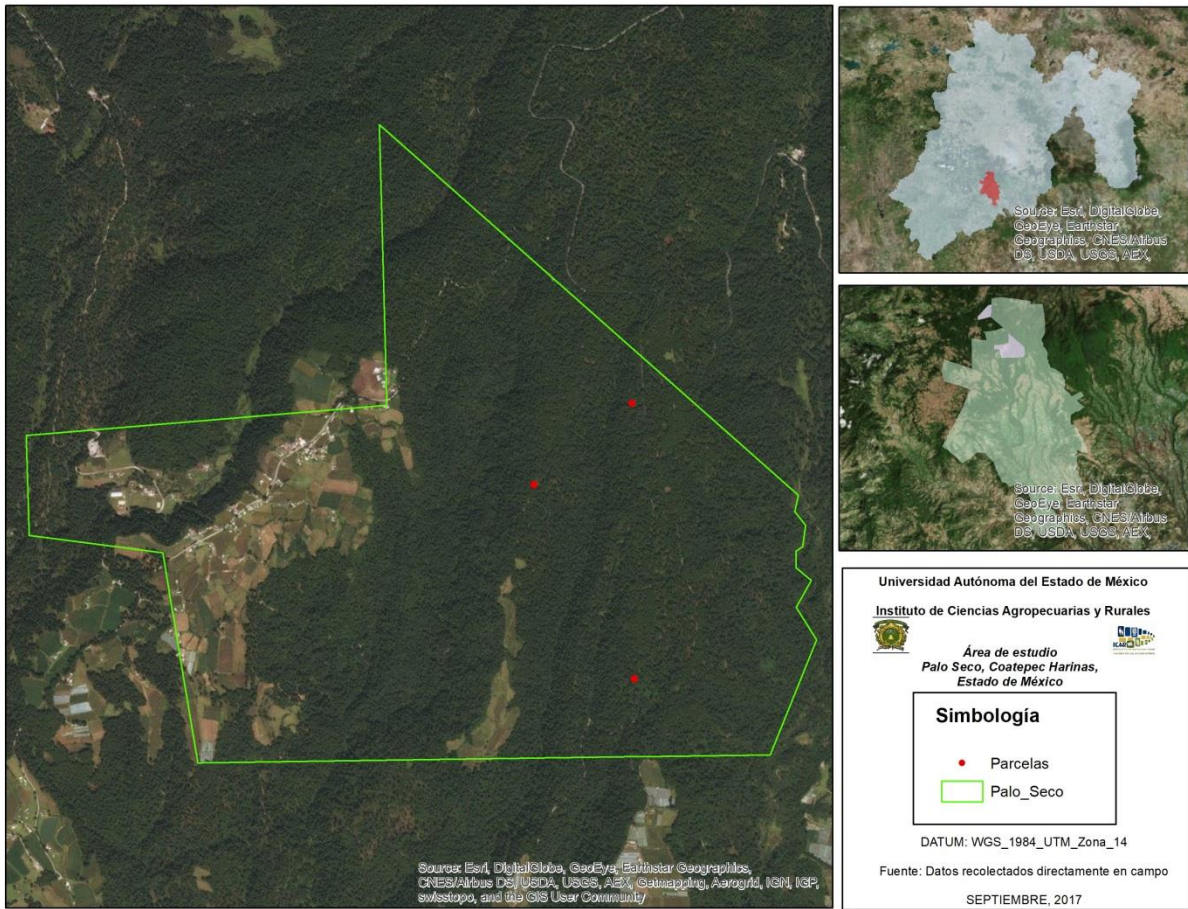 Source: Esri, DigitalGlobe,
GeoEye, Earthstar
Geographics, CNES/Airbus
DS, USDA, USGS, AEX,
Source: Esri, DigitalGlobe,
GeoEye, Earthstar
Geographics, CNES/Airbus
DS, USDA, USGS, AEX,
Source: Esri, DigitalGlobe, GeoEye, Earthstar Geographics,
CNES/Airbus DS, USDA, USGS, AEX, Getmapping, Aerogrid, IGN, IGP,
swisstopo, and the GIS User Community
Universidad Autónoma del Estado de México
Instituto de Ciencias Agropecuarias y Rurales
ICAR
Área de estudio
Palo Seco, Coatepec Harinas,
Estado de México
Simbología
Parcelas
Palo_Seco
DATUM: WGS_1984_UTM_Zona_14
Fuente: Datos recolectados directamente en campo
SEPTIEMBRE, 2017